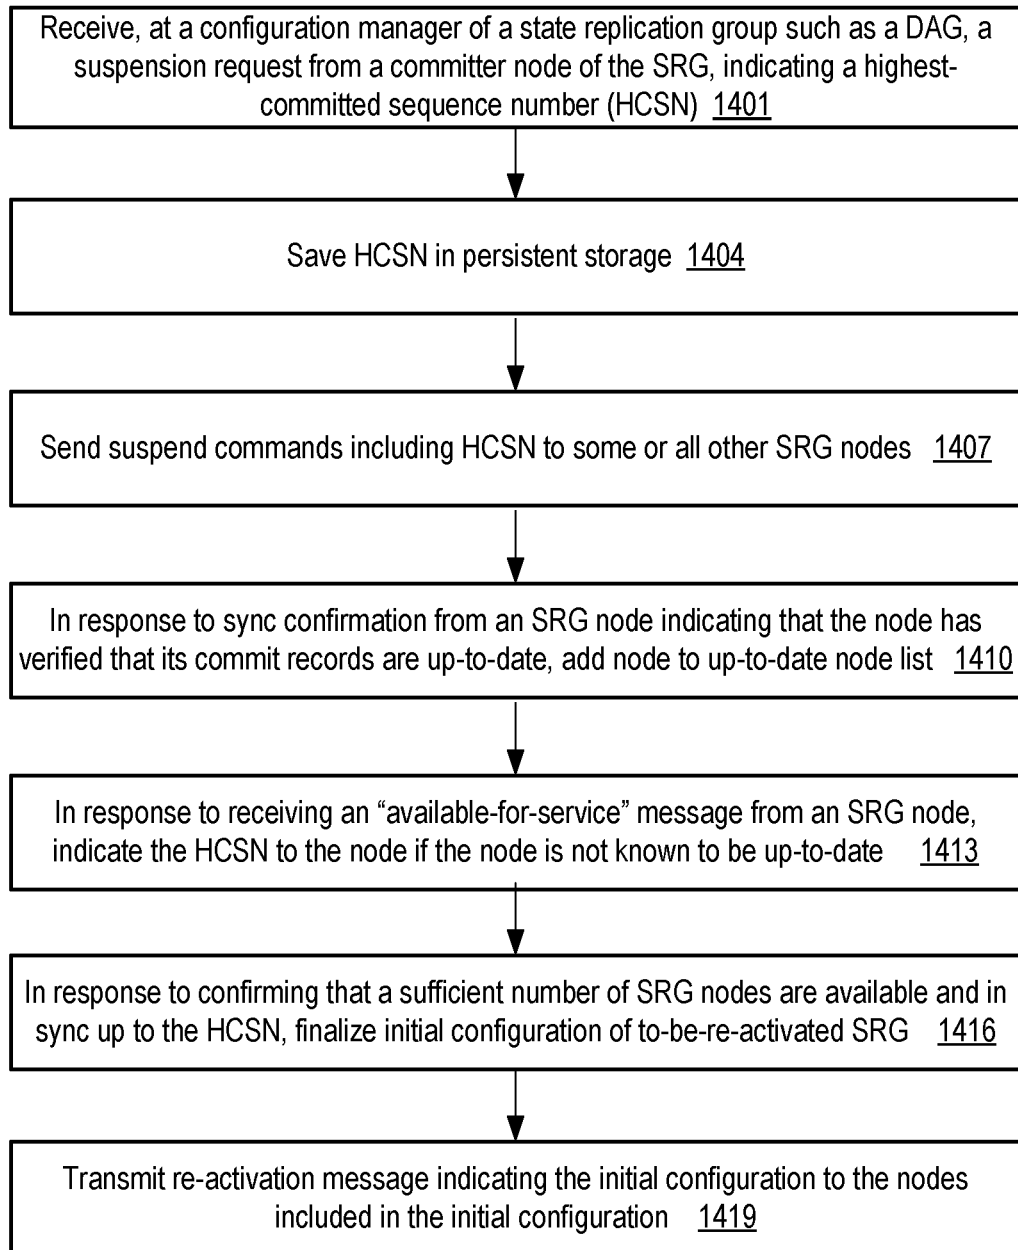 Receive, at a configuration manager of a state replication group such as a DAG, a
suspension request from a committer node of the SRG, indicating a highest-
committed sequence number (HCSN) 1401
Save HCSN in persistent storage 1404
Send suspend commands including HCSN to some or all other SRG nodes 1407
In response to sync confirmation from an SRG node indicating that the node has
verified that its commit records are up-to-date, add node to up-to-date node list 1410
In response to receiving an “available-for-service” message from an SRG node,
indicate the HCSN to the node if the node is not known to be up-to-date 1413
In response to confirming that a sufficient number of SRG nodes are available and in
sync up to the HCSN, finalize initial configuration of to-be-re-activated SRG 1416
Transmit re-activation message indicating the initial configuration to the nodes
included in the initial configuration 1419